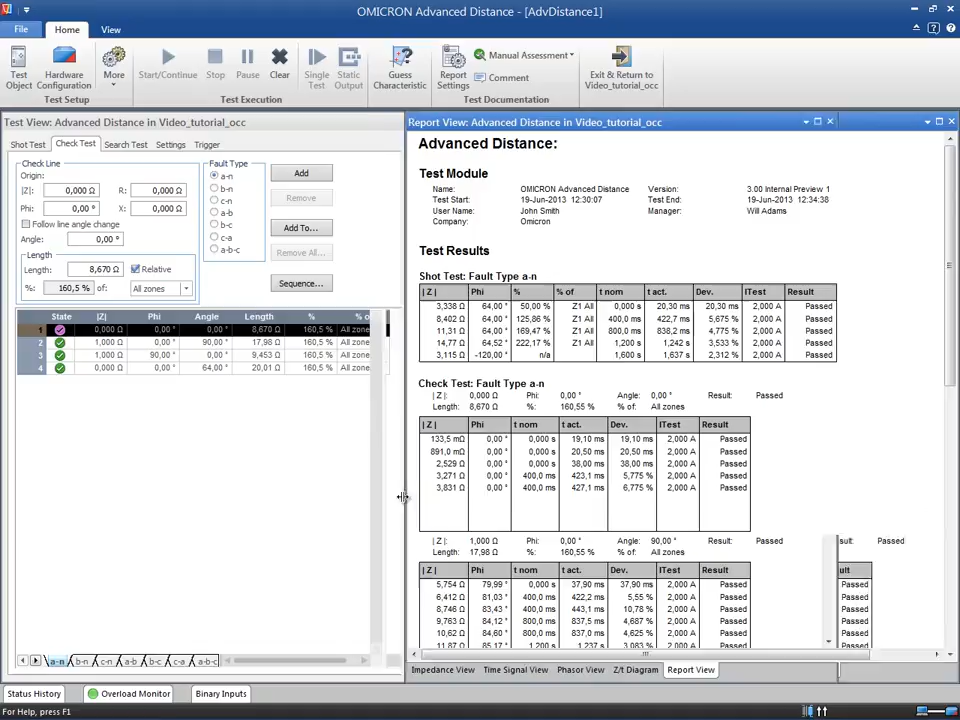 OMICRON Advanced Distance - [AdvDistance1]
File Home View
Test Object
Hardware Configuration
More
Test Setup
Start/Continue Stop Pause Clear
Single Test
Static Output
Test Execution
Guess Characteristic
Report Settings
Manual Assessment
Comment
Test Documentation
Exit & Return to Video_tutorial_occ
Test View: Advanced Distance in Video_tutorial_occ
Shot Test Check Test Search Test Settings Trigger
Check Line
Origin:
|Z|: 0,000 Ω R: 0,000 Ω
Phi: 0,00 ° X: 0,000 Ω
Follow line angle change
Angle: 0,00 °
Length
Length: 8,670 Ω Relative
%: 160,5 % of: All zones
Fault Type
a-n
b-n
c-n
a-b
b-c
c-a
a-b-c
Add
Remove
Add To...
Remove All...
Sequence...
State |Z| Phi Angle Length % % o
1 0,000 Ω 0,00 ° 0,00 ° 8,670 Ω 160,5 % All zone
2 1,000 Ω 0,00 ° 90,00 ° 17,98 Ω 160,5 % All zone
3 1,000 Ω 90,00 ° 0,00 ° 9,453 Ω 160,5 % All zone
4 0,000 Ω 0,00 ° 64,00 ° 20,01 Ω 160,5 % All zone
a-n b-n c-n a-b b-c c-a a-b-c
Report View: Advanced Distance in Video_tutorial_occ
Advanced Distance:
Test Module
Name: OMICRON Advanced Distance Version: 3.00 Internal Preview 1
Test Start: 19-Jun-2013 12:30:07 Test End: 19-Jun-2013 12:34:38
User Name: John Smith Manager: Will Adams
Company: Omicron
Test Results
Shot Test: Fault Type a-n
| Z | Phi % % of t nom t act. Dev. ITest Result
3,338 Ω 64,00 ° 50,00 % Z1 All 0,000 s 20,30 ms 20,30 ms 2,000 A Passed
8,402 Ω 64,00 ° 125,86 % Z1 All 400,0 ms 422,7 ms 5,675 % 2,000 A Passed
11,31 Ω 64,00 ° 169,47 % Z1 All 800,0 ms 838,2 ms 4,775 % 2,000 A Passed
14,77 Ω 64,52 ° 222,17 % Z1 All 1,200 s 1,242 s 3,533 % 2,000 A Passed
3,115 Ω -120,00 ° n/a 1,600 s 1,637 s 2,312 % 2,000 A Passed
Check Test: Fault Type a-n
| Z |: 0,000 Ω Phi: 0,00 ° Angle: 0,00 ° Result: Passed
Length: 8,670 Ω %: 160,55 % % of: All zones
| Z | Phi t nom t act. Dev. ITest Result
133,5 mΩ 0,00 ° 0,000 s 19,10 ms 19,10 ms 2,000 A Passed
891,0 mΩ 0,00 ° 0,000 s 20,50 ms 20,50 ms 2,000 A Passed
2,529 Ω 0,00 ° 0,000 s 38,00 ms 38,00 ms 2,000 A Passed
3,271 Ω 0,00 ° 400,0 ms 423,1 ms 5,775 % 2,000 A Passed
3,831 Ω 0,00 ° 400,0 ms 427,1 ms 6,775 % 2,000 A Passed
| Z |: 1,000 Ω Phi: 0,00 ° Angle: 90,00 ° Result: Passed sult: Passed
Length: 17,98 Ω %: 160,55 % % of: All zones
| Z | Phi t nom t act. Dev. ITest Result ult
5,754 Ω 79,99 ° 0,000 s 37,90 ms 37,90 ms 2,000 A Passed Passed
6,412 Ω 81,03 ° 400,0 ms 422,2 ms 5,55 % 2,000 A Passed Passed
8,746 Ω 83,43 ° 400,0 ms 443,1 ms 10,78 % 2,000 A Passed Passed
9,763 Ω 84,12 ° 800,0 ms 837,5 ms 4,687 % 2,000 A Passed Passed
10,62 Ω 84,60 ° 800,0 ms 837,0 ms 4,625 % 2,000 A Passed Passed
11,87 Ω 85,17 ° 1,200 s 1,237 s 3,083 % 2,000 A Passed Passed
Impedance View Time Signal View Phasor View Z/t Diagram Report View
Status History Overload Monitor Binary Inputs
For Help, press F1